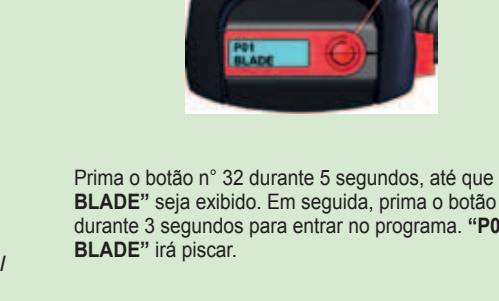 P01
BLADE
Prima o botão n° 32 durante 5 segundos, até que
BLADE” seja exibido. Em seguida, prima o botão
durante 3 segundos para entrar no programa. “P0
BLADE” irá piscar.
/